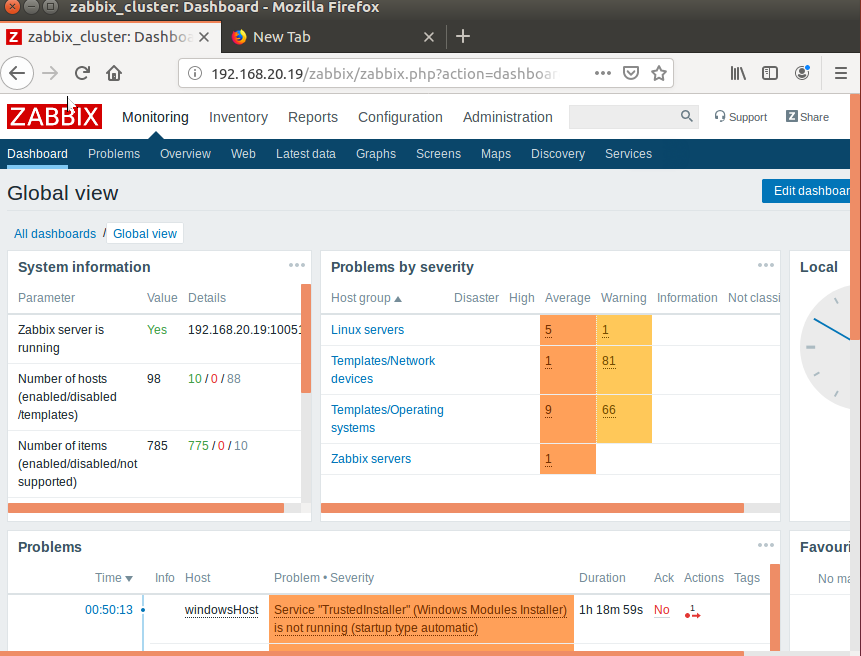 zabbix_cluster: Dashboard - Mozilla Firefox
Z zabbix_cluster: Dashbo
New Tab
192.168.20.19/zabbix/zabbix.php?action=dashboar
ZABBIX
Monitoring Inventory Reports Configuration Administration
Support
Z Share
Dashboard Problems Overview Web Latest data Graphs Screens Maps Discovery Services
Global view
Edit dashboar
All dashboards / Global view
System information
Parameter Value Details
Zabbix server is
running
Yes
192.168.20.19:10051
Number of hosts
(enabled/disabled
/templates)
98
10 / 0 / 88
Number of items
(enabled/disabled/not
supported)
785
775 / 0 / 10
Problems by severity
Host group Disaster High Average Warning Information Not classi
Linux servers 5 1
Templates/Network
devices
1 81
Templates/Operating
systems
9 66
Zabbix servers 1
Local
Problems
Time Info Host Problem • Severity Duration Ack Actions Tags
00:50:13 windowsHost
Service "TrustedInstaller" (Windows Modules Installer)
is not running (startup type automatic)
1h 18m 59s No 1
Favouri
No ma